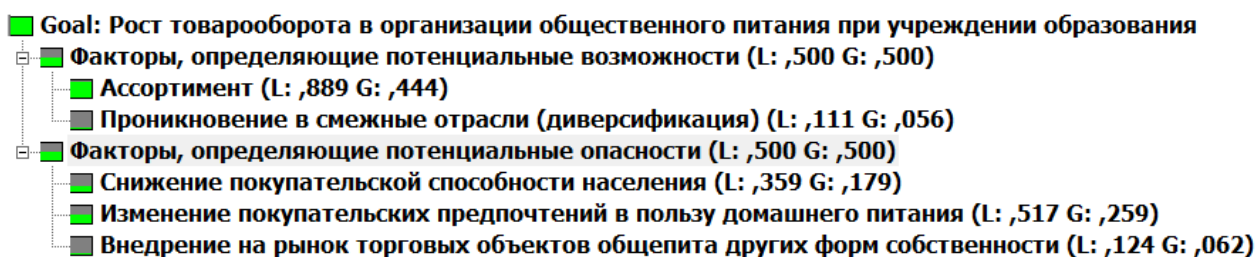 Goal: Рост товарооборота в организации общественного питания при учреждении образования
Факторы, определяющие потенциальные возможности (L: ,500 G: ,500)
Ассортимент (L: ,889 G: ,444)
Проникновение в смежные отрасли (диверсификация) (L: ,111 G: ,056)
Факторы, определяющие потенциальные опасности (L: ,500 G: ,500)
Снижение покупательской способности населения (L: ,359 G: ,179)
Изменение покупательских предпочтений в пользу домашнего питания (L: ,517 G: ,259)
Внедрение на рынок торговых объектов общепита других форм собственности (L: ,124 G: ,062)